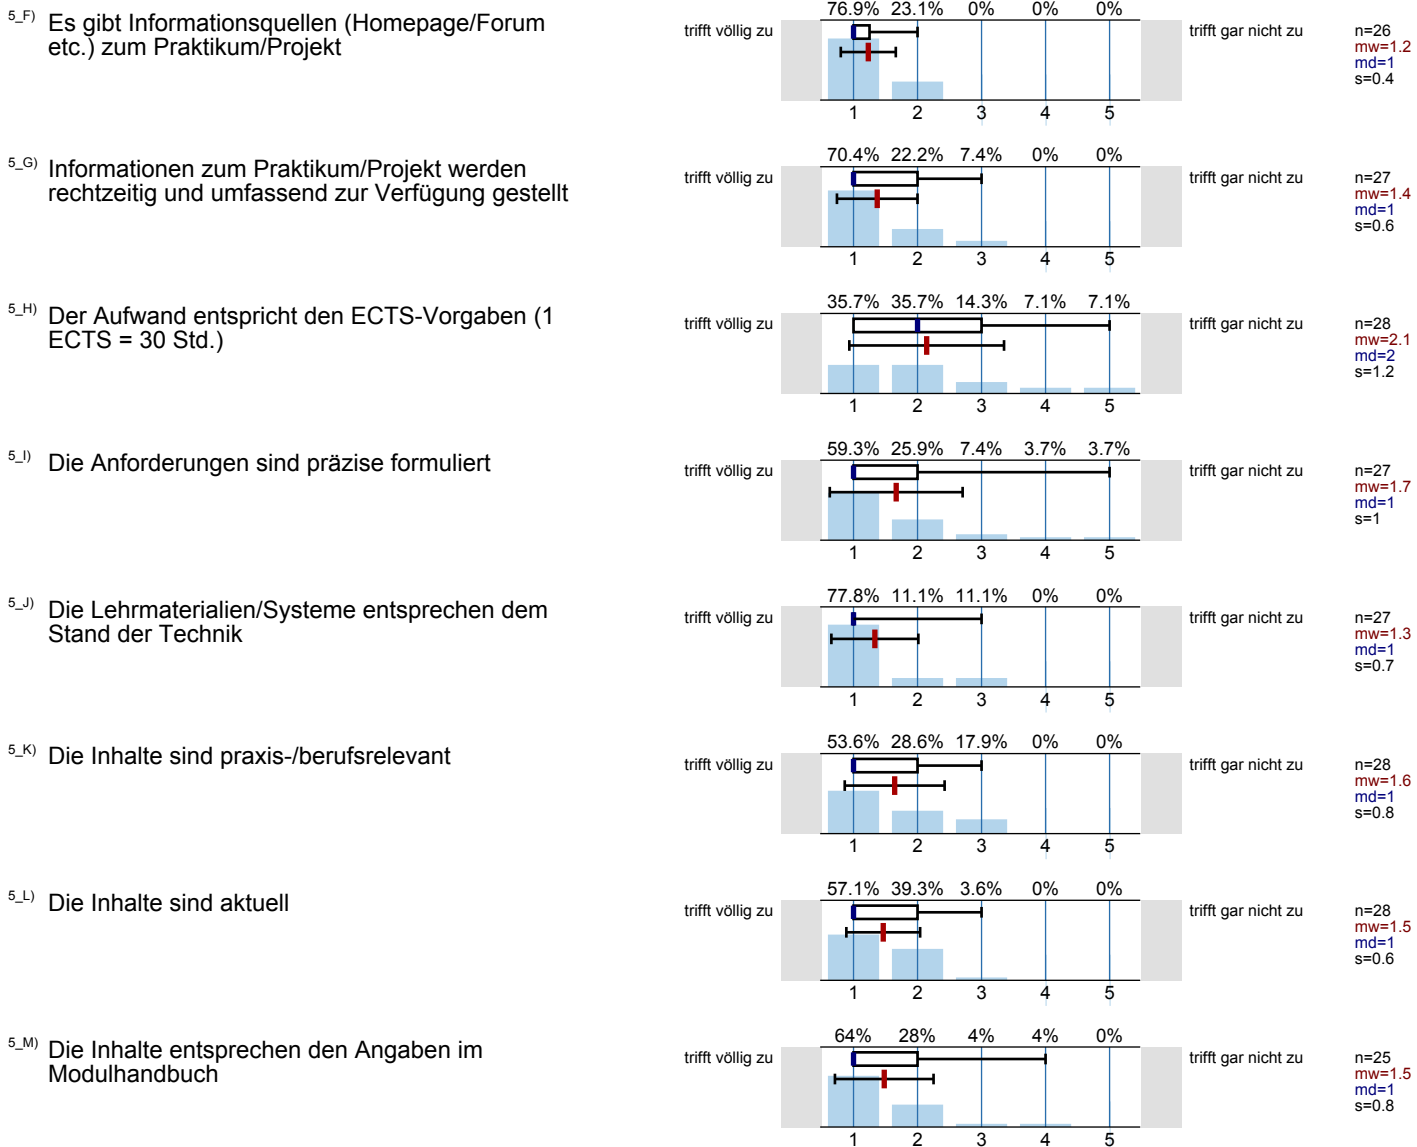 5_F) Es gibt Informationsquellen (Homepage/Forum
etc.) zum Praktikum/Projekt
76.9% 23.1% 0% 0% 0%
trifft völlig zu
trifft gar nicht zu
n=26
mw=1.2
md=1
s=0.4
1 2 3 4 5
5_G) Informationen zum Praktikum/Projekt werden
rechtzeitig und umfassend zur Verfügung gestellt
70.4% 22.2% 7.4% 0% 0%
trifft völlig zu
trifft gar nicht zu
n=27
mw=1.4
md=1
s=0.6
1 2 3 4 5
5_H) Der Aufwand entspricht den ECTS-Vorgaben (1
ECTS = 30 Std.)
35.7% 35.7% 14.3% 7.1% 7.1%
trifft völlig zu
trifft gar nicht zu
n=28
mw=2.1
md=2
s=1.2
1 2 3 4 5
5_I) Die Anforderungen sind präzise formuliert
59.3% 25.9% 7.4% 3.7% 3.7%
trifft völlig zu
trifft gar nicht zu
n=27
mw=1.7
md=1
s=1
1 2 3 4 5
5_J) Die Lehrmaterialien/Systeme entsprechen dem
Stand der Technik
77.8% 11.1% 11.1% 0% 0%
trifft völlig zu
trifft gar nicht zu
n=27
mw=1.3
md=1
s=0.7
1 2 3 4 5
5_K) Die Inhalte sind praxis-/berufsrelevant
53.6% 28.6% 17.9% 0% 0%
trifft völlig zu
trifft gar nicht zu
n=28
mw=1.6
md=1
s=0.8
1 2 3 4 5
5_L) Die Inhalte sind aktuell
57.1% 39.3% 3.6% 0% 0%
trifft völlig zu
trifft gar nicht zu
n=28
mw=1.5
md=1
s=0.6
1 2 3 4 5
5_M) Die Inhalte entsprechen den Angaben im
Modulhandbuch
64% 28% 4% 4% 0%
trifft völlig zu
trifft gar nicht zu
n=25
mw=1.5
md=1
s=0.8
1 2 3 4 5